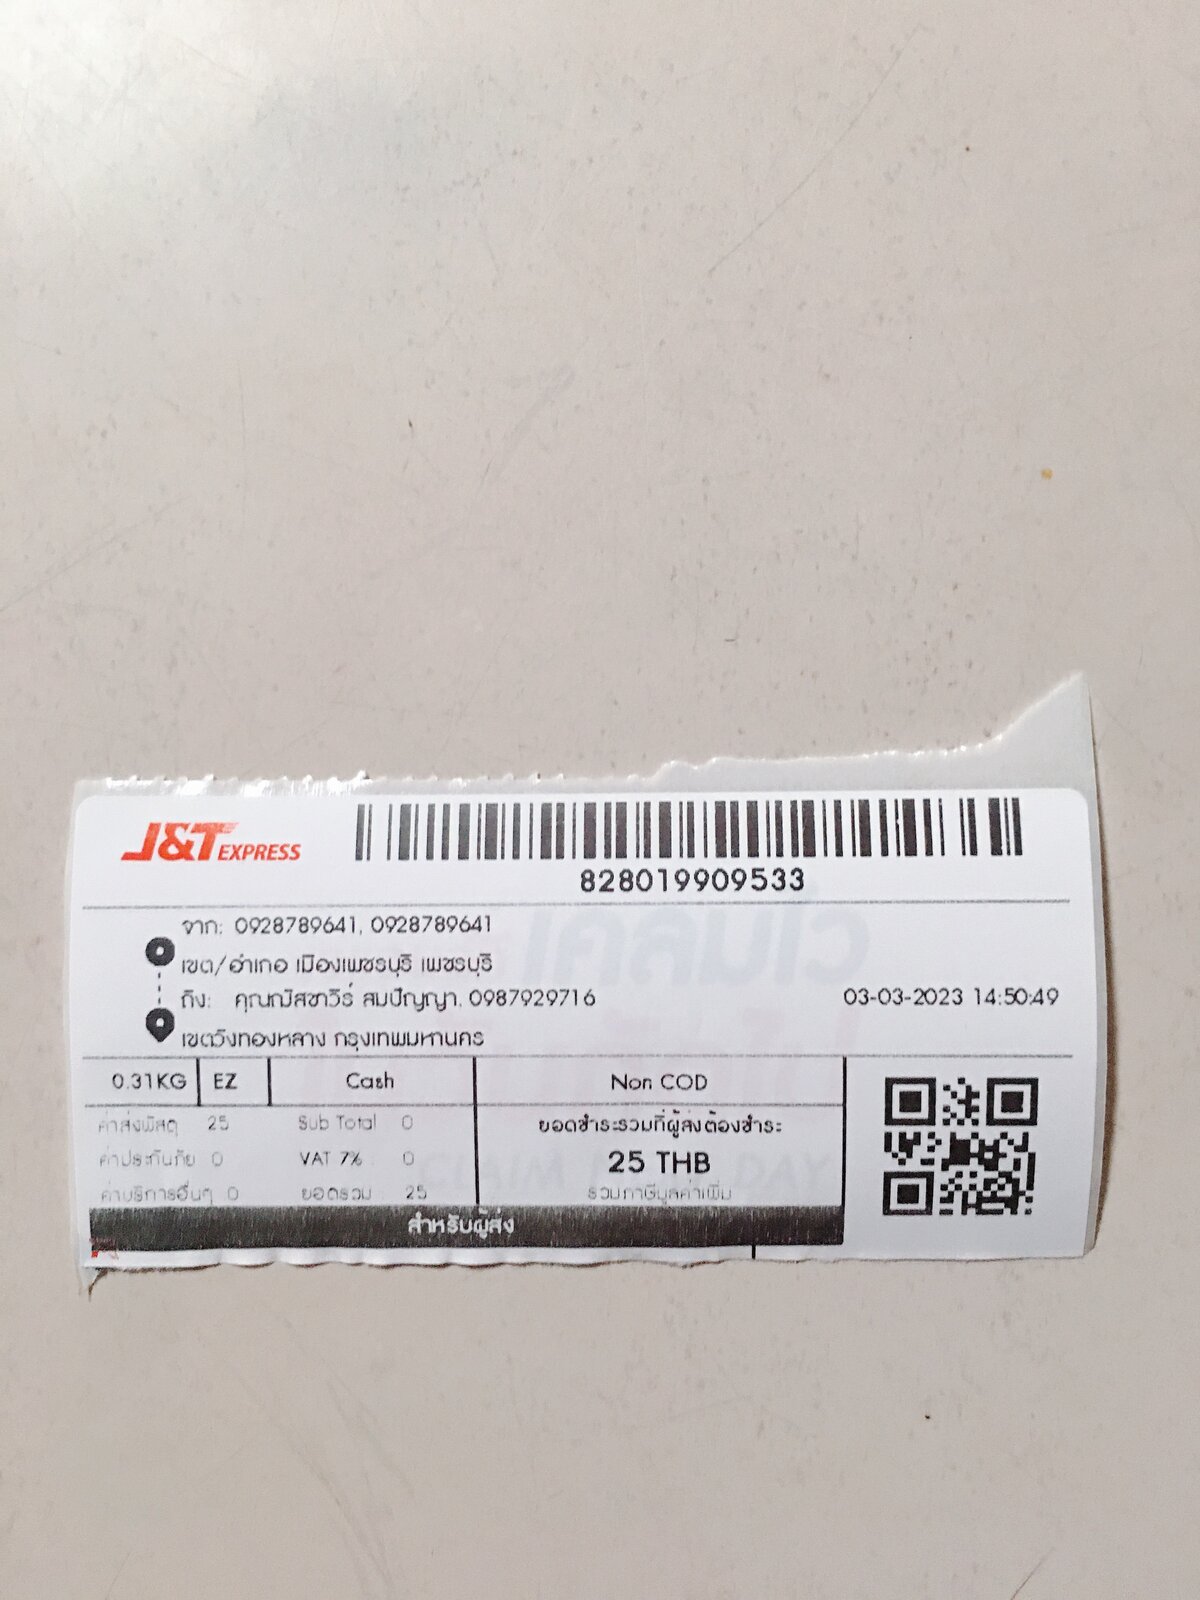 J&T EXPRESS
828019909533
จาก: 0928789641, 0928789641
เขต/อำเภอ เมืองเพชรบุรี เพชรบุรี
ถึง: คุณณัสชาวีร์ สมปัญญา, 0987929716
03-03-2023 14:50:49
เขตวังทองหลาง กรุงเทพมหานคร
0.31KG EZ Cash Non COD
ค่าส่งพัสดุ 25 Sub Total 0 ยอดชำระรวมที่ผู้ส่งต้องชำระ
ค่าประกันภัย 0 VAT 7% 0 25 THB
ค่าบริการอื่นๆ 0 ยอดรวม 25 รวมภาษีมูลค่าเพิ่ม
สำหรับผู้ส่ง